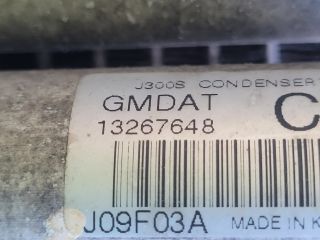 J300S CONDENSER
GMDAT
C
13267648
J09F03A MADE IN K